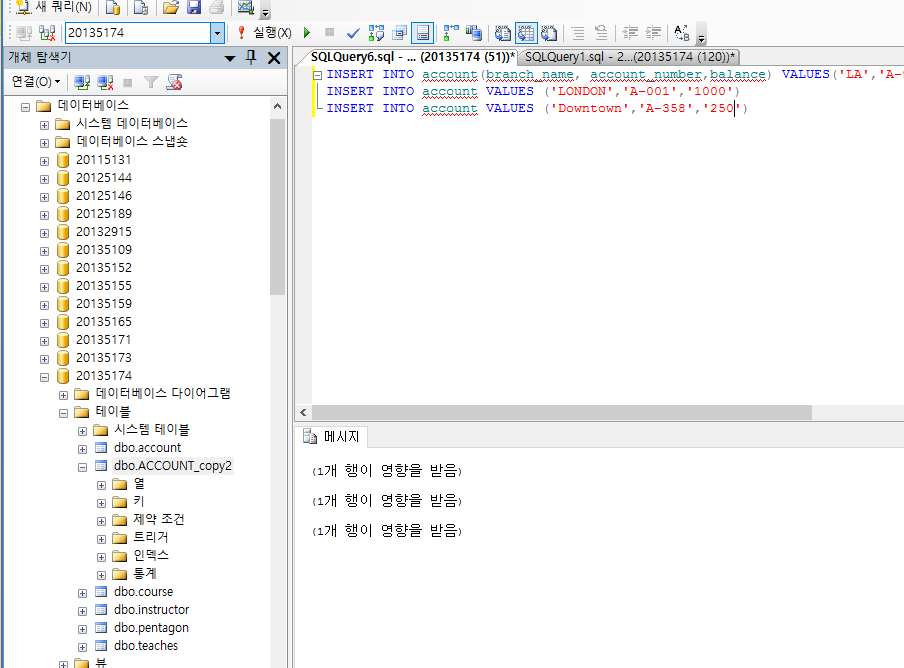 새 쿼리(N)
20135174
실행(X)
개체 탐색기
연결(O)
데이터베이스
시스템 데이터베이스
데이터베이스 스냅숏
20115131
20125144
20125146
20125189
20132915
20135109
20135152
20135155
20135159
20135165
20135171
20135173
20135174
데이터베이스 다이어그램
테이블
시스템 테이블
dbo.account
dbo.ACCOUNT_copy2
열
키
제약 조건
트리거
인덱스
통계
dbo.course
dbo.instructor
dbo.pentagon
dbo.teaches
뷰
SQLQuery6.sql - ... (20135174 (51))* SQLQuery1.sql - 2...(20135174 (120))*
INSERT INTO account(branch_name, account_number,balance) VALUES('LA','A-
INSERT INTO account VALUES ('LONDON','A-001','1000')
INSERT INTO account VALUES ('Downtown','A-358','250')
메시지
(1개 행이 영향을 받음)
(1개 행이 영향을 받음)
(1개 행이 영향을 받음)